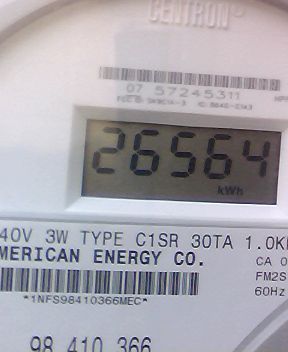 CENTRON
07 57245311
26564
kWh
40V 3W TYPE C1SR 30TA 1.0K
MERICAN ENERGY CO.
CA 0
FM2S
*1NFS98410366MEC*
60Hz
98 410 366